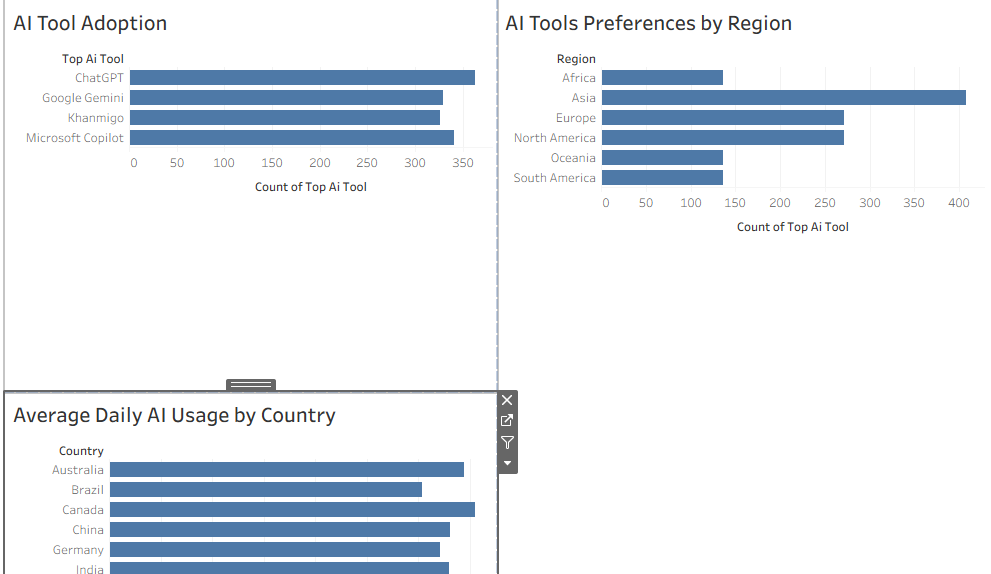 AI Tool Adoption
Top Ai Tool
ChatGPT
Google Gemini
Khanmigo
Microsoft Copilot
0 50 100 150 200 250 300 350
Count of Top Ai Tool
AI Tools Preferences by Region
Region
Africa
Asia
Europe
North America
Oceania
South America
0 50 100 150 200 250 300 350 400
Count of Top Ai Tool
Average Daily AI Usage by Country
Country
Australia
Brazil
Canada
China
Germany
India